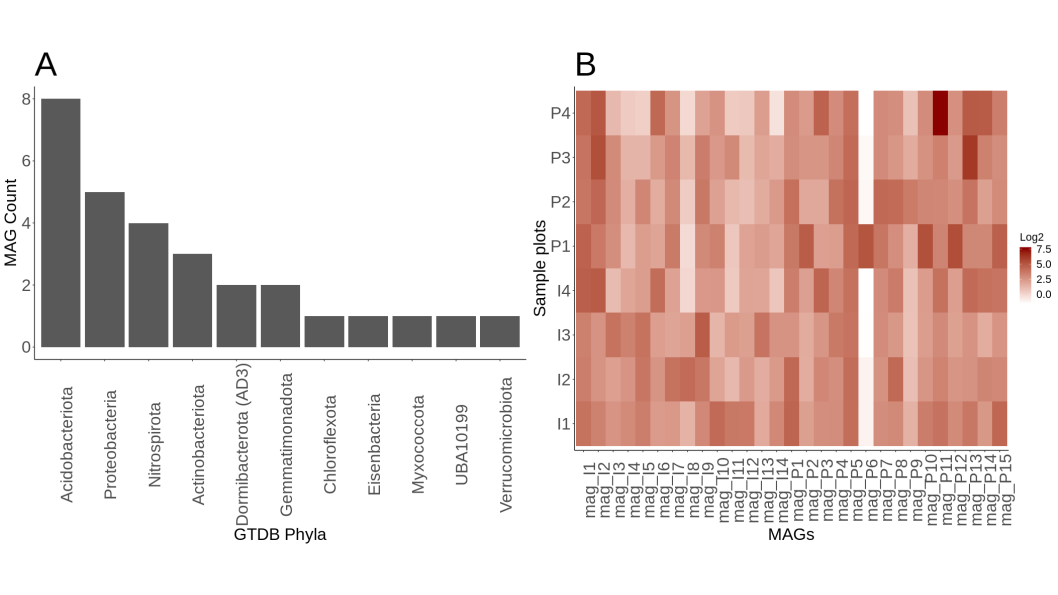 A
MAG Count
8
6
4
2
0
Acidobacteriota
Proteobacteria
Nitrospirota
Actinobacteriota
Dormibacterota (AD3)
Gemmatimonadota
Chloroflexota
Eisenbacteria
Myxococcota
UBA10199
Verrucomicrobiota
GTDB Phyla
B
Sample plots
P4
P3
P2
P1
I4
I3
I2
I1
mag_I1
mag_I2
mag_I3
mag_I4
mag_I5
mag_I6
mag_I7
mag_I8
mag_I9
mag_I10
mag_I11
mag_I12
mag_I13
mag_I14
mag_P1
mag_P2
mag_P3
mag_P4
mag_P5
mag_P6
mag_P7
mag_P8
mag_P9
mag_P10
mag_P11
mag_P12
mag_P13
mag_P14
mag_P15
MAGs
Log2
7.5
5.0
2.5
0.0